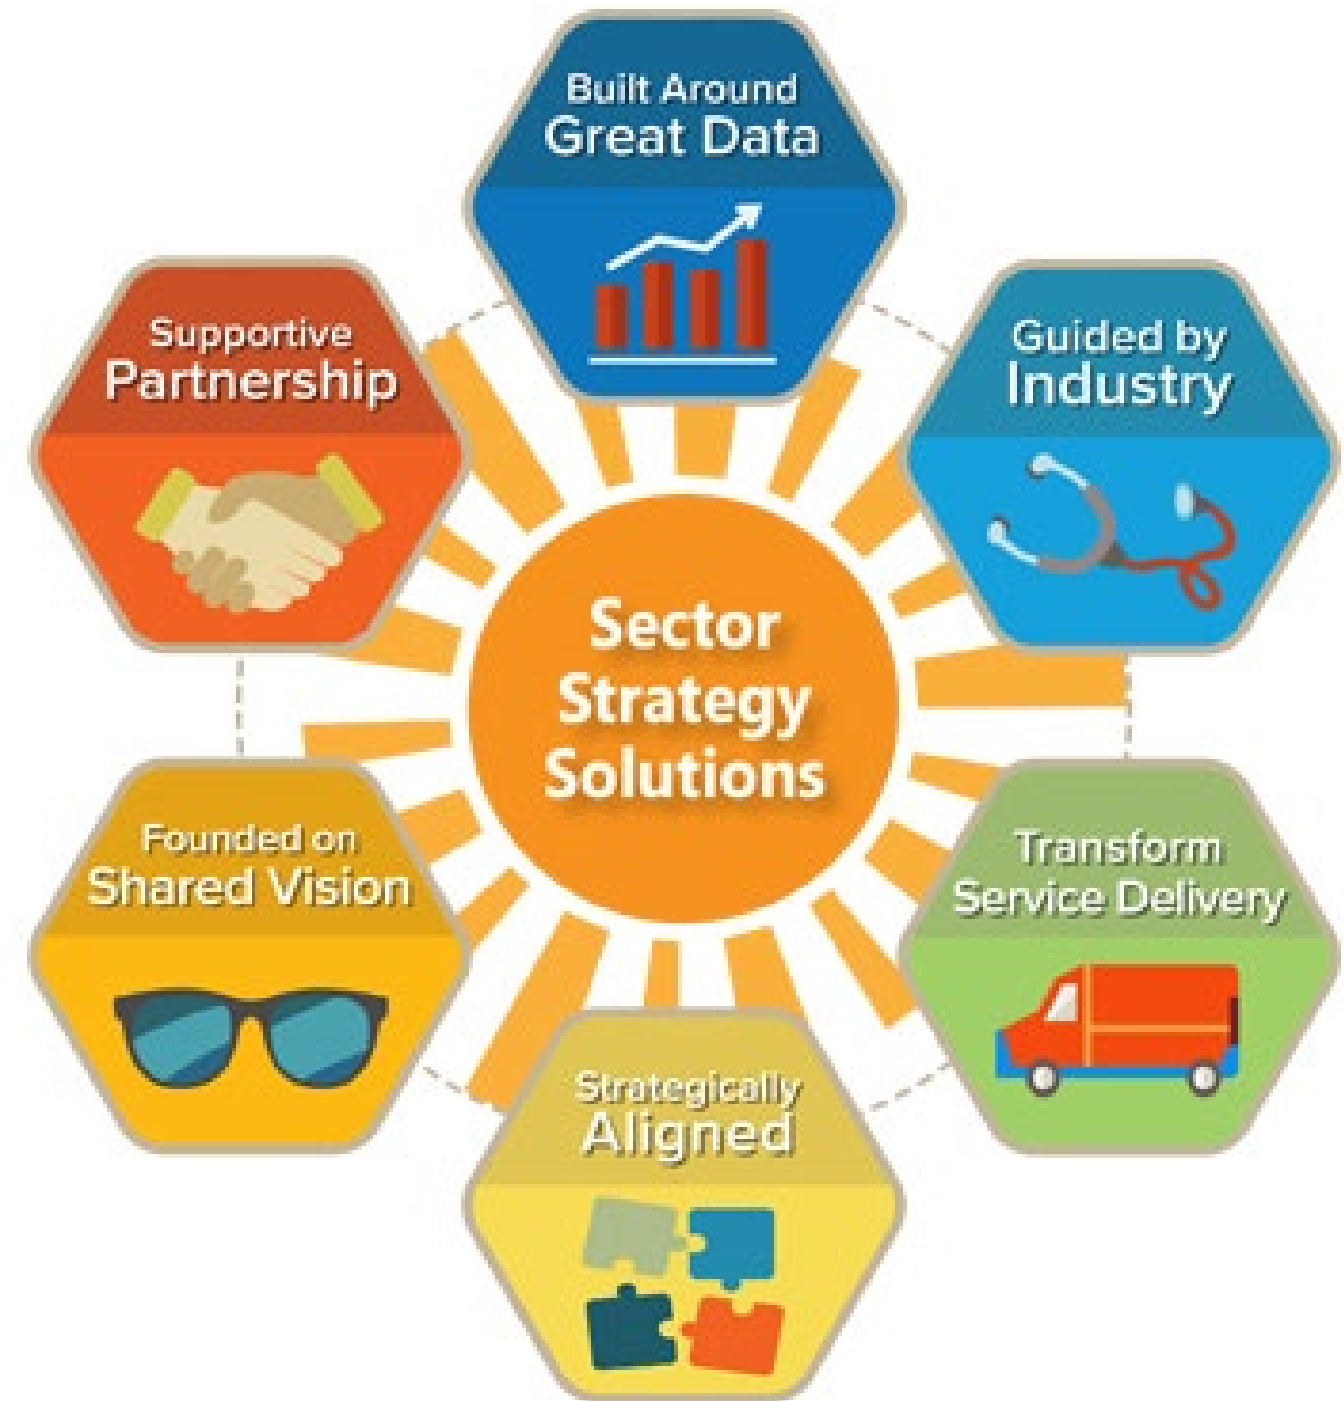 Built Around
Great Data
Guided by
Industry
Transform
Service Delivery
Strategically
Aligned
Founded on
Shared Vision
Supportive
Partnership
Sector
Strategy
Solutions